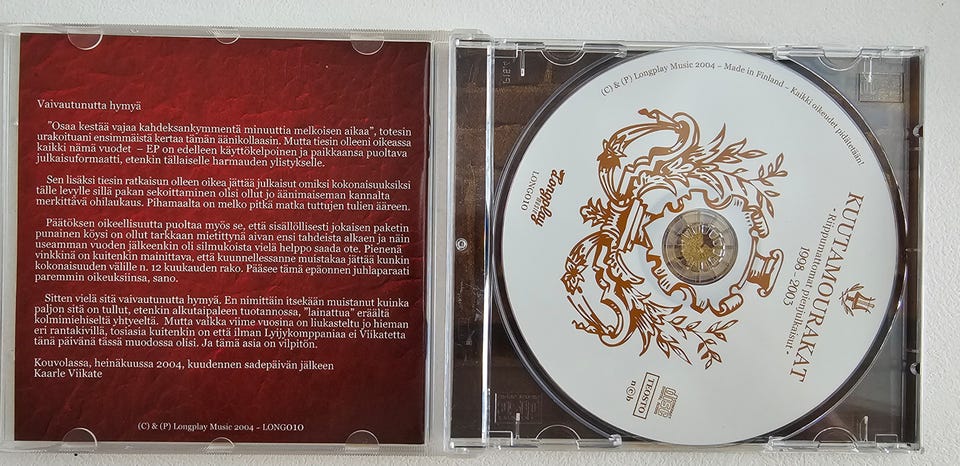 Vaivautunutta hymyä
"Osaa kestää vajaa kahdeksankymmentä minuuttia melkoisen aikaa", totesin
urakoituani ensimmäistä kertaa tämän äänikollaasin. Mutta tiesin olleeni oikeassa
kaikki nämä vuodet – EP on edelleen käyttökelpoinen ja paikkaansa puoltava
julkaisuformaatti, etenkin tällaiselle harmauden ylistykselle.
Sen lisäksi tiesin ratkaisun olleen oikea jättää julkaisut omiksi kokonaisuuksiksi
tälle levylle sillä pakan sekoittaminen olisi ollut jo äänimaiseman kannalta
merkittävä ohilaukaus. Pihamaalta on melko pitkä matka tuttujen tulien ääreen.
Päätöksen oikeellisuutta puoltaa myös se, että sisällöllisesti jokaisen paketin
punainen köysi on ollut tarkkaan mietittynä aivan ensi tahdeista alkaen ja näin
useamman vuoden jälkeenkin oli silmukoista vielä helppo saada ote. Pienenä
vinkkinä on kuitenkin mainittava, että kuunnellessanne muistakaa jättää kunkin
kokonaisuuden välille n. 12 kuukauden rako. Pääsee tämä epäonnen juhlaparaati
paremmin oikeuksiinsa, sano.
Sitten vielä sitä vaivautunutta hymyä. En nimittäin itsekään muistanut kuinka
paljon sitä on tullut, etenkin alkutaipaleen tuotannossa, "lainattua" eräältä
kolmimiehiseltä yhtyeeltä. Mutta vaikka viime vuosina on liukasteltu jo hieman
eri rantakivillä, tosiasia kuitenkin on että ilman Lyijykomppaniaa ei Viikatetta
tänä päivänä tässä muodossa olisi. Ja tämä asia on vilpitön.
Kouvolassa, heinäkuussa 2004, kuudennen sadepäivän jälkeen
Kaarle Viikate
(C) & (P) Longplay Music 2004 - LONG010
(C) & (P) Longplay Music 2004 – Made in Finland – Kaikki oikeudet pidätetään!
Longplay
MUSIC
LONG010
KUUTAMOURAKAT
• Riippumattomat pienjulkaisut •
1998 - 2003
TEOSTO
n©b